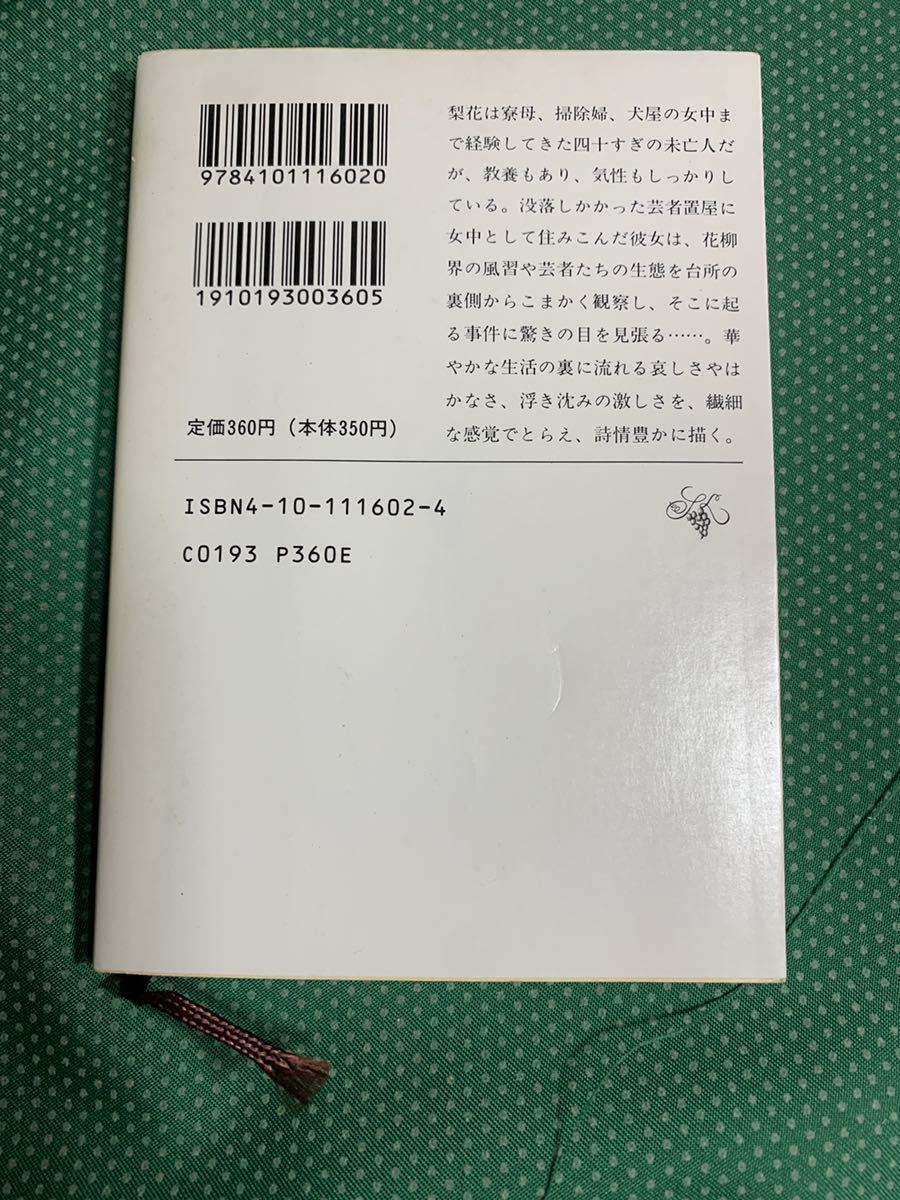 9784101116020
1910193003605
定価360円（本体350円）
梨花は寮母、掃除婦、犬屋の女中ま
で経験してきた四十すぎの未亡人だ
が、教養もあり、気性もしっかりし
ている。没落しかかった芸者置屋に
女中として住みこんだ彼女は、花柳
界の風習や芸者たちの生態を台所の
裏側からこまかく観察し、そこに起
る事件に驚きの目を見張る……。華
やかな生活の裏に流れる哀しさやは
かなさ、浮き沈みの激しさを、繊細
な感覚でとらえ、詩情豊かに描く。
ISBN4-10-111602-4
C0193 P360E